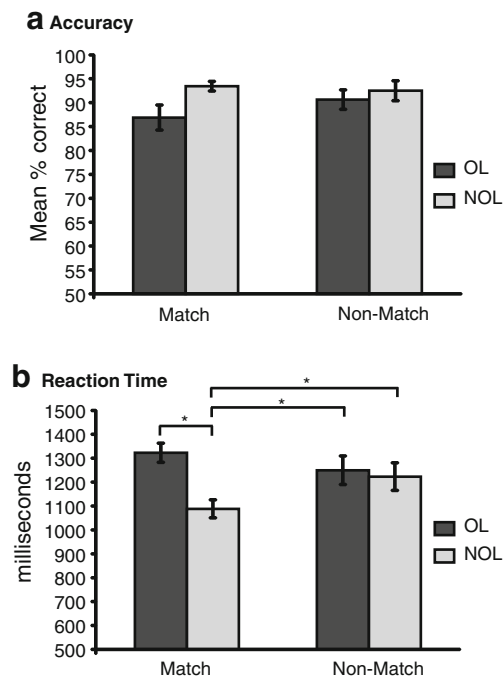 a Accuracy
100
95
90
85
80
75
70
65
60
55
50
Mean % correct
OL
NOL
Match
Non-Match
b Reaction Time
*
*
*
1500
1400
1300
1200
1100
1000
900
800
700
600
500
milliseconds
OL
NOL
Match
Non-Match